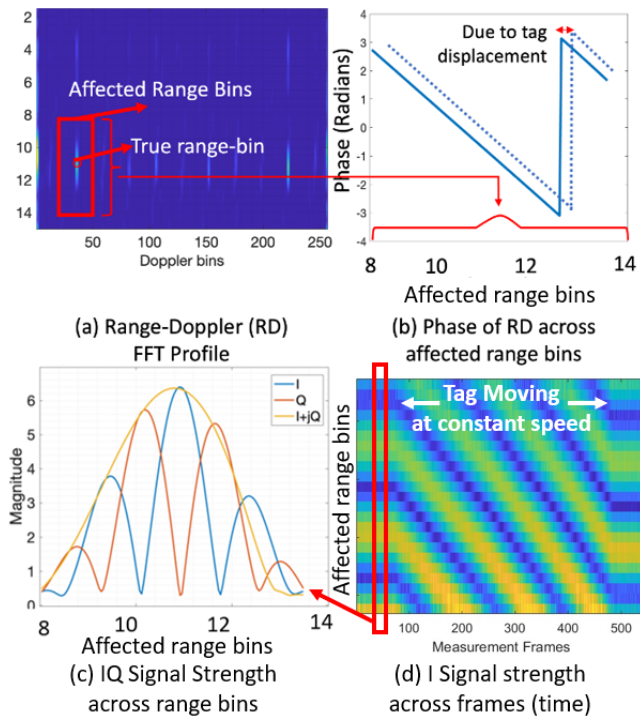 2
4
6
8
10
12
14
Affected Range Bins
True range-bin
50
100
150
200
250
Doppler bins
(a) Range-Doppler (RD)
FFT Profile
4
3
2
1
0
-1
-2
-3
-4
Phase (Radians)
Due to tag
displacement
8
10
12
14
Affected range bins
(b) Phase of RD across
affected range bins
6
5
4
3
2
1
0
Magnitude
I
Q
I+jQ
8
10
12
14
Affected range bins
(c) IQ Signal Strength
across range bins
Affected range bins
Tag Moving
at constant speed
100
200
300
400
500
Measurement Frames
(d) I Signal strength
across frames (time)